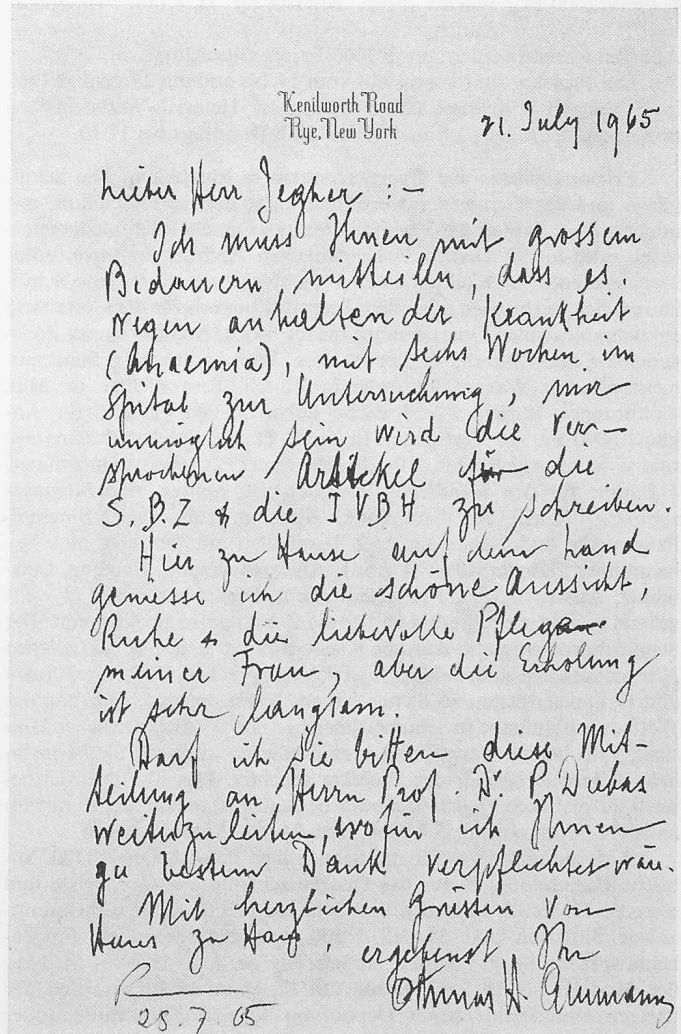 Kenilworth Road
Rye, New York
21. July 1965
Lieber Herr Jegher :—
Ich muss Ihnen mit grossem
Bedauern mitteilen, dass es,
wegen anhaltender Krankheit
(Anaemia), mit sechs Wochen im
Spital zur Untersuchung, mir
unmöglich sein wird die ver-
sprochenen Artickel für die
S.B.Z & die IVBH zu schreiben.
Hier zu Hause auf dem Land
geniesse ich die schöne Aussicht,
Ruhe & die liebevolle Pflege
meiner Frau, aber die Erholung
ist sehr langsam.
Darf ich Sie bitten diese Mit-
teilung an Herrn Prof. Dr. P. Dubas
weiterzuleiten, wofür ich Ihnen
zu bestem Dank verpflichtet wäre.
Mit herzlichen Grüssen von
Haus zu Haus, ergebenst Ihr
Othmar H. Ammann
28. 7 65